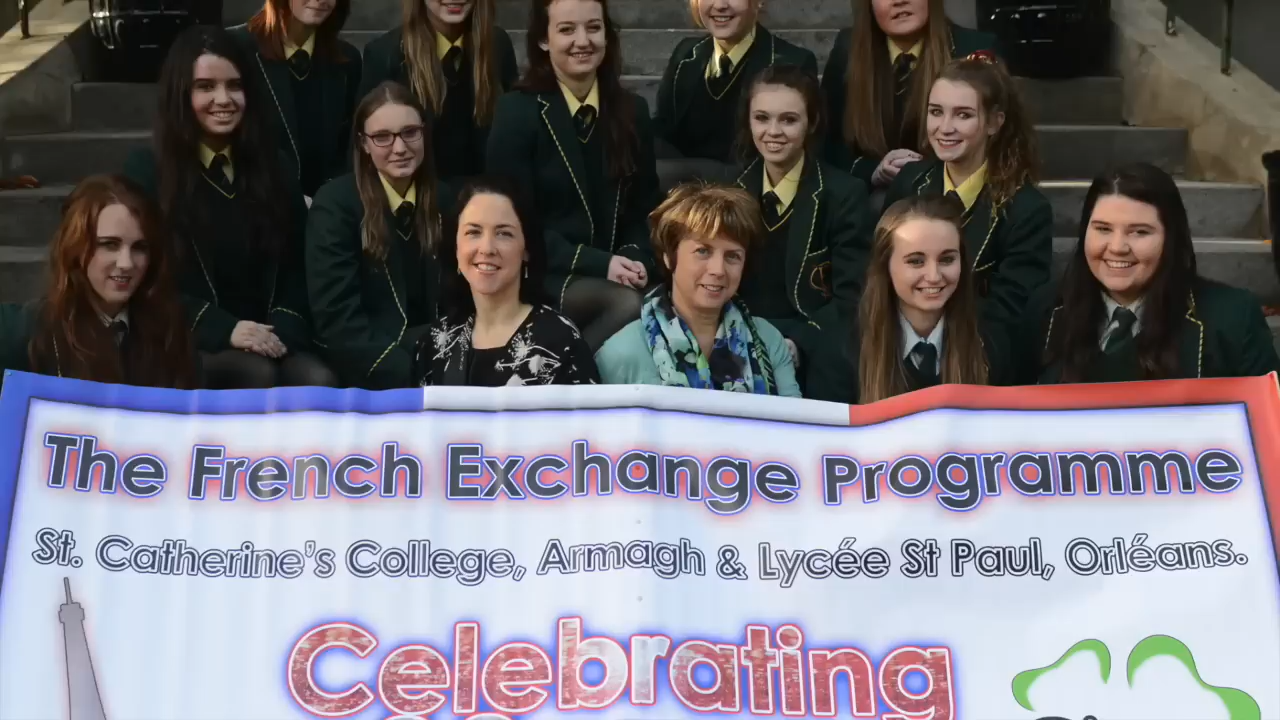 The French Exchange Programme
St. Catherine's College, Armagh & Lycée St Paul, Orléans.
Celebrating